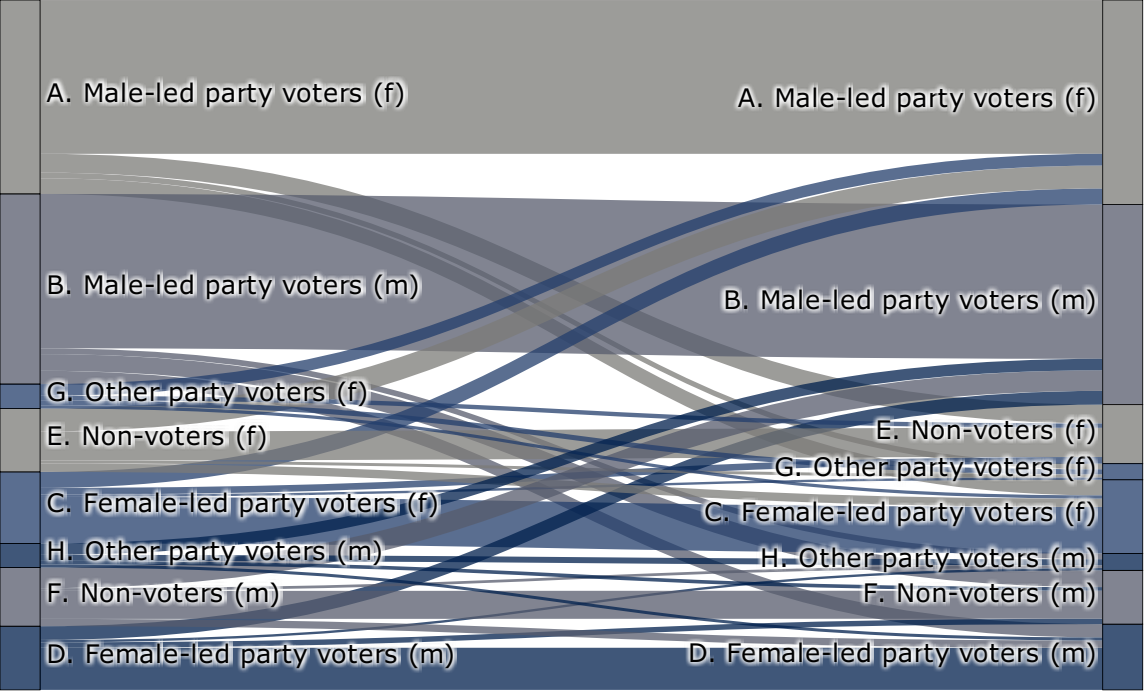 A. Male-led party voters (f)
A. Male-led party voters (f)
B. Male-led party voters (m)
B. Male-led party voters (m)
G. Other party voters (f)
E. Non-voters (f)
E. Non-voters (f)
G. Other party voters (f)
C. Female-led party voters (f)
C. Female-led party voters (f)
H. Other party voters (m)
H. Other party voters (m)
F. Non-voters (m)
F. Non-voters (m)
D. Female-led party voters (m)
D. Female-led party voters (m)